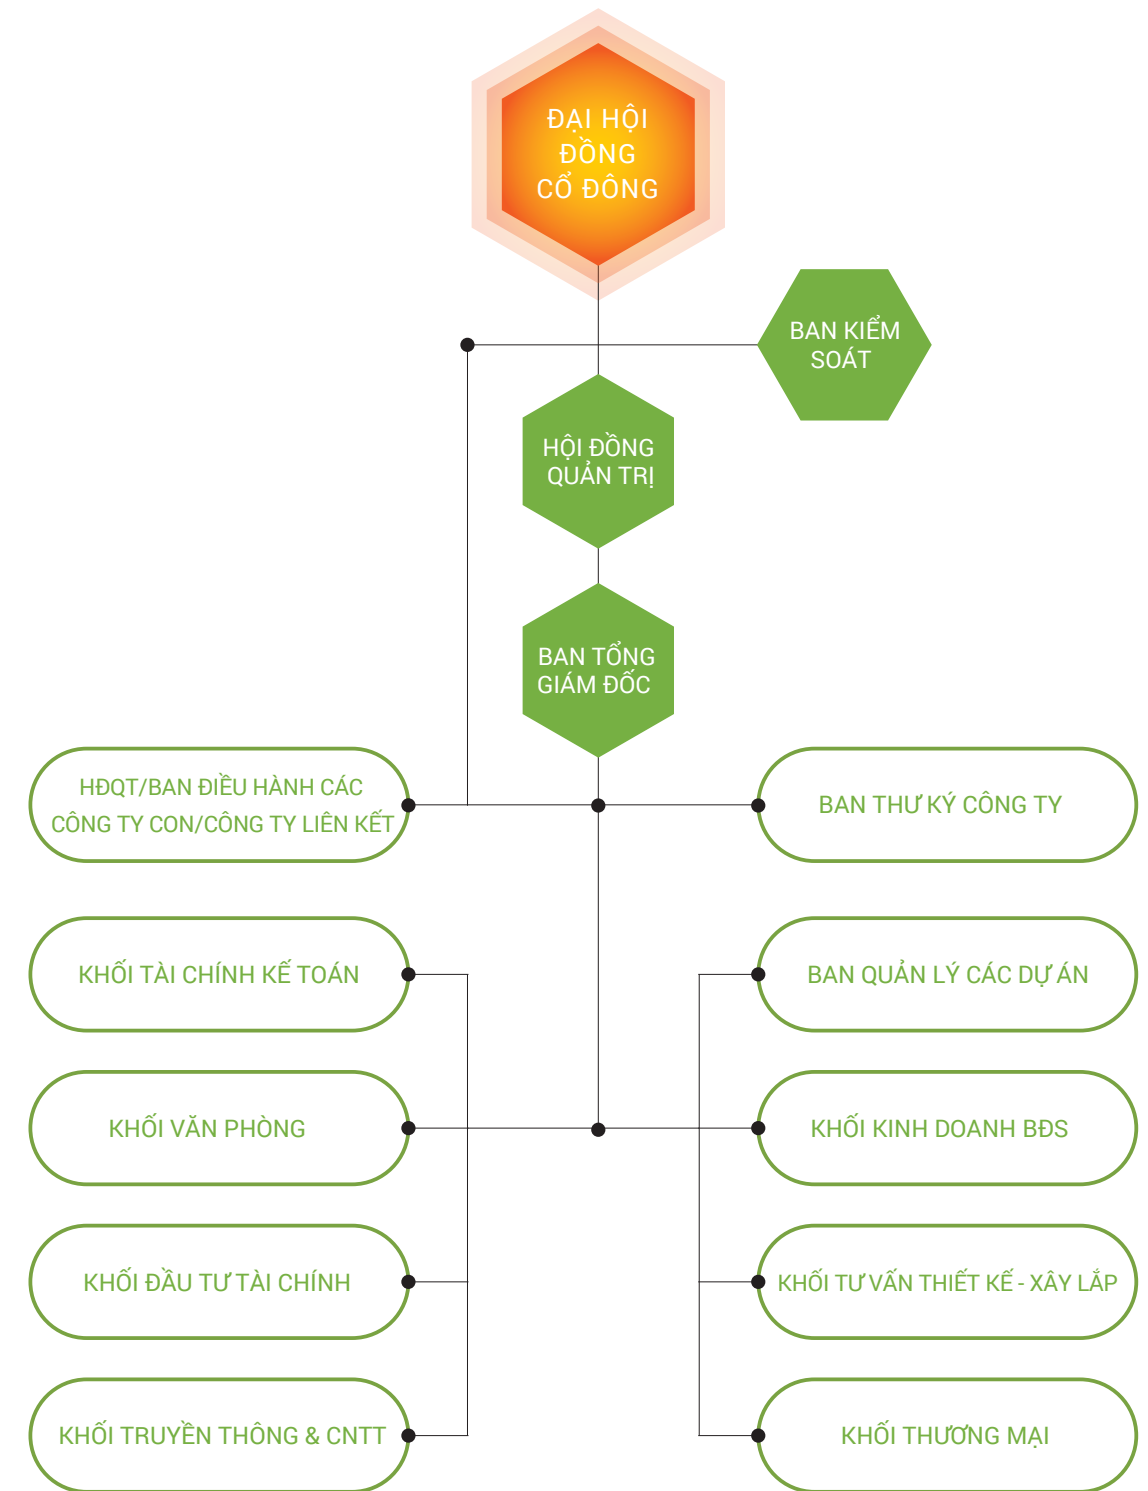 ĐẠI HỘI
ĐỒNG
CỔ ĐÔNG
BAN KIỂM
SOÁT
HỘI ĐỒNG
QUẢN TRỊ
BAN TỔNG
GIÁM ĐỐC
HĐQT/BAN ĐIỀU HÀNH CÁC
CÔNG TY CON/CÔNG TY LIÊN KẾT
BAN THƯ KÝ CÔNG TY
KHỐI TÀI CHÍNH KẾ TOÁN
BAN QUẢN LÝ CÁC DỰ ÁN
KHỐI VĂN PHÒNG
KHỐI KINH DOANH BĐS
KHỐI ĐẦU TƯ TÀI CHÍNH
KHỐI TƯ VẤN THIẾT KẾ - XÂY LẮP
KHỐI TRUYỀN THÔNG & CNTT
KHỐI THƯƠNG MẠI